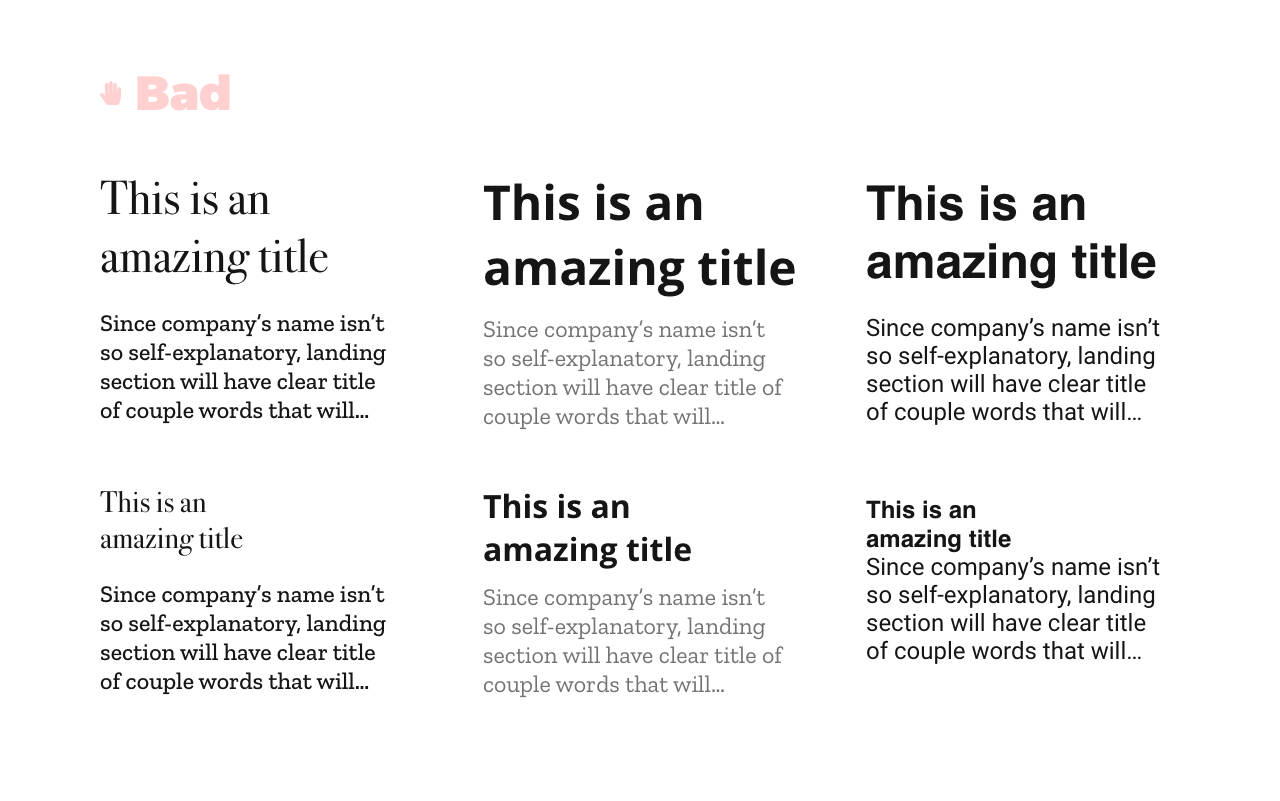 Bad
This is an
amazing title
Since company's name isn't
so self-explanatory, landing
section will have clear title
of couple words that will...
This is an
amazing title
Since company's name isn't
so self-explanatory, landing
section will have clear title of
couple words that will...
This is an
amazing title
Since company's name isn't
so self-explanatory, landing
section will have clear title
of couple words that will...
This is an
amazing title
Since company's name isn't
so self-explanatory, landing
section will have clear title
of couple words that will...
This is an
amazing title
Since company's name isn't
so self-explanatory, landing
section will have clear title of
couple words that will...
This is an
amazing title
Since company's name isn't
so self-explanatory, landing
section will have clear title
of couple words that will...